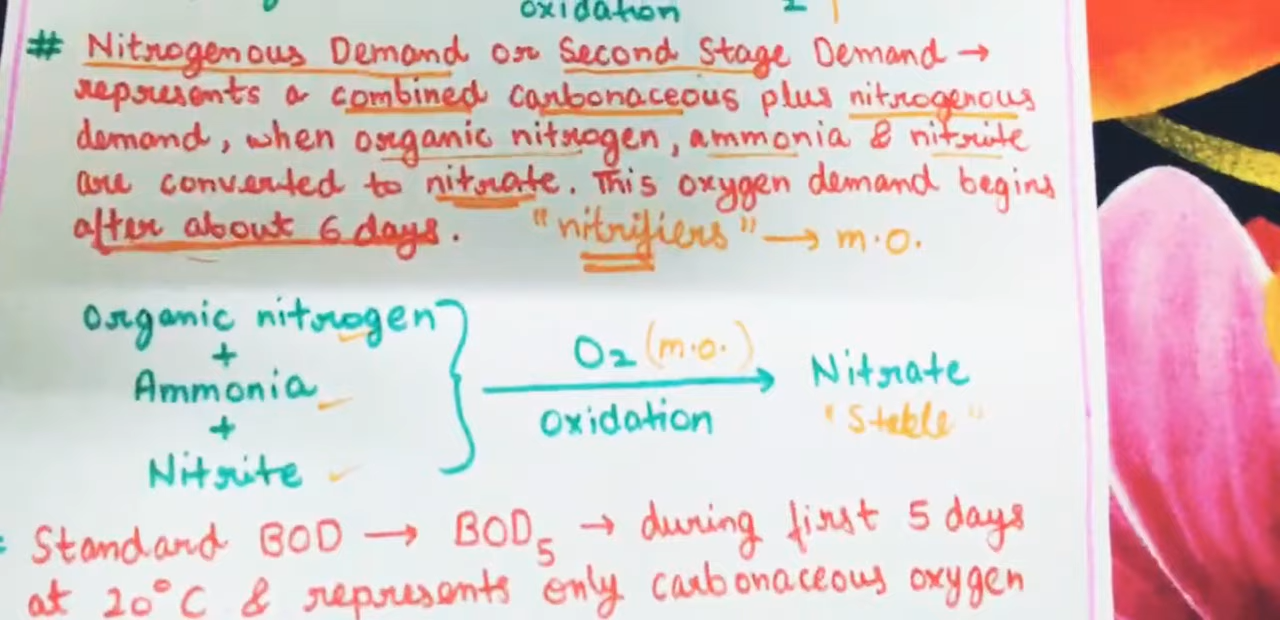 oxidation 2
# Nitrogenous Demand or Second Stage Demand →
represents a combined carbonaceous plus nitrogenous
demand, when organic nitrogen, ammonia & nitrite
are converted to nitrate. This oxygen demand begins
after about 6 days. "nitrifiers" → m.o.
Organic nitrogen
+
Ammonia
+
Nitrite
O2 (m.o.)
oxidation
Nitrate
"Stable"
Standard BOD → BOD5 → during first 5 days
at 20°C & represents only carbonaceous oxygen